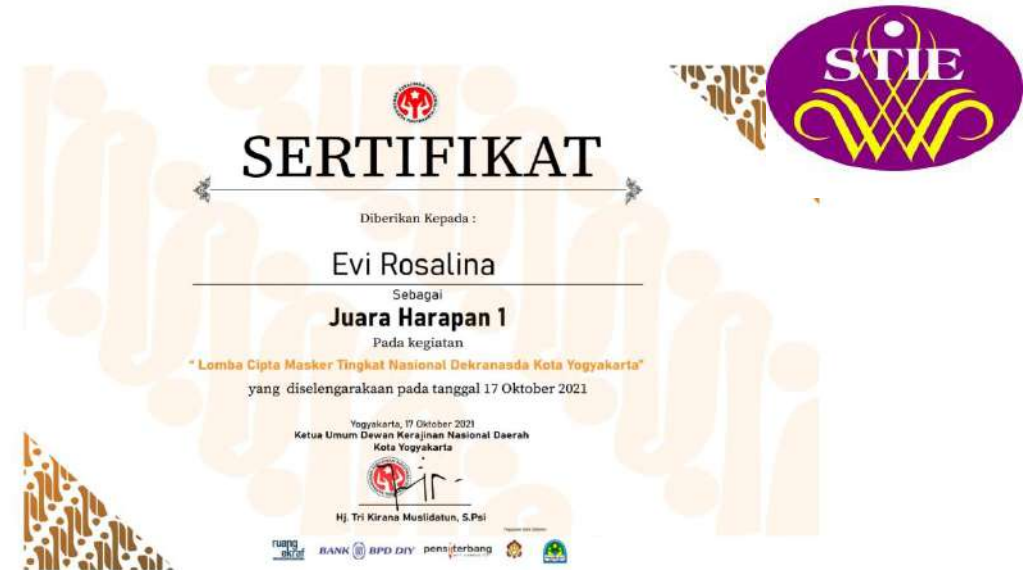 STIE
SERTIFIKAT
Diberikan Kepada :
Evi Rosalina
Sebagai
Juara Harapan 1
Pada kegiatan
" Lomba Cipta Masker Tingkat Nasional Dekranasda Kota Yogyakarta"
yang diselengarakaan pada tanggal 17 Oktober 2021
Yogyakarta, 17 Oktober 2021
Ketua Umum Dewan Kerajinan Nasional Daerah
Kota Yogyakarta
Hj. Tri Kirana Muslidatun, S.Psi
ruang
ekraf
BANK BPD DIY
pensilterbang